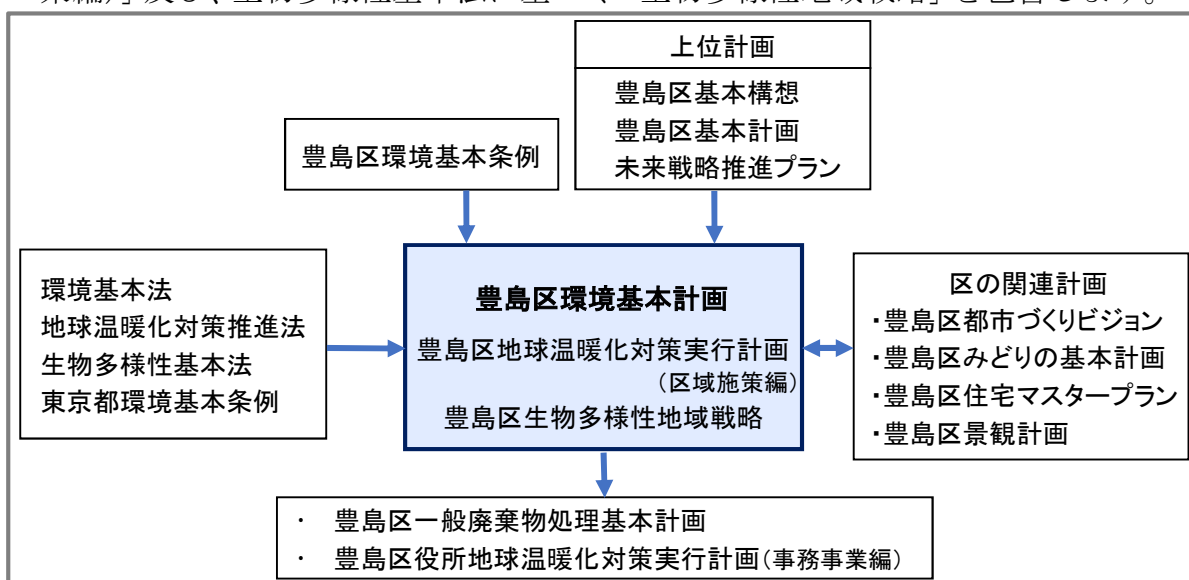 上位計画
豊島区基本構想
豊島区基本計画
未来戦略推進プラン
豊島区環境基本条例
環境基本法
地球温暖化対策推進法
生物多様性基本法
東京都環境基本条例
豊島区環境基本計画
豊島区地球温暖化対策実行計画
(区域施策編)
豊島区生物多様性地域戦略
区の関連計画
・豊島区都市づくりビジョン
・豊島区みどりの基本計画
・豊島区住宅マスタープラン
・豊島区景観計画
・ 豊島区一般廃棄物処理基本計画
・ 豊島区役所地球温暖化対策実行計画(事務事業編)